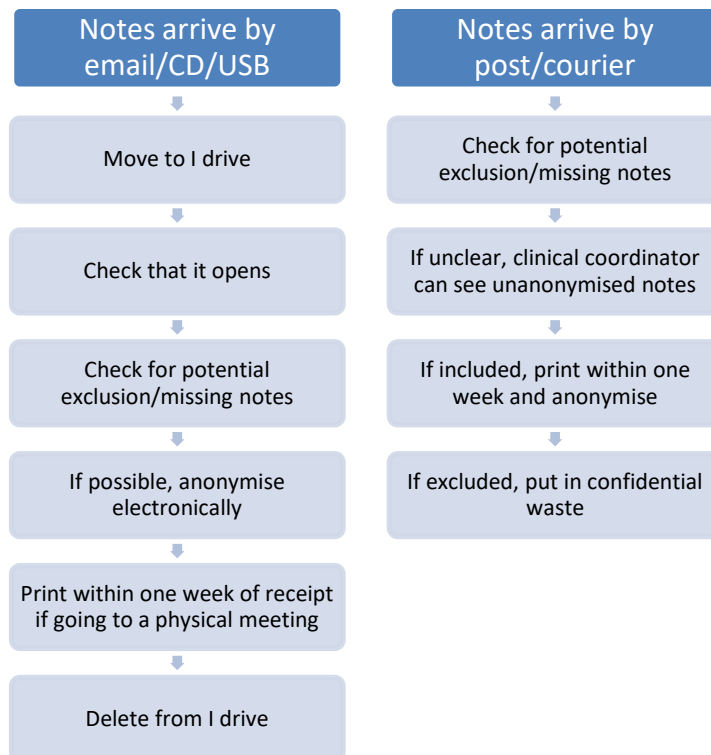 Notes arrive by
email/CD/USB
Move to I drive
Check that it opens
Check for potential
exclusion/missing notes
If possible, anonymise
electronically
Print within one week of receipt
if going to a physical meeting
Delete from I drive
Notes arrive by
post/courier
Check for potential
exclusion/missing notes
If unclear, clinical coordinator
can see unanonymised notes
If included, print within one
week and anonymise
If excluded, put in confidential
waste